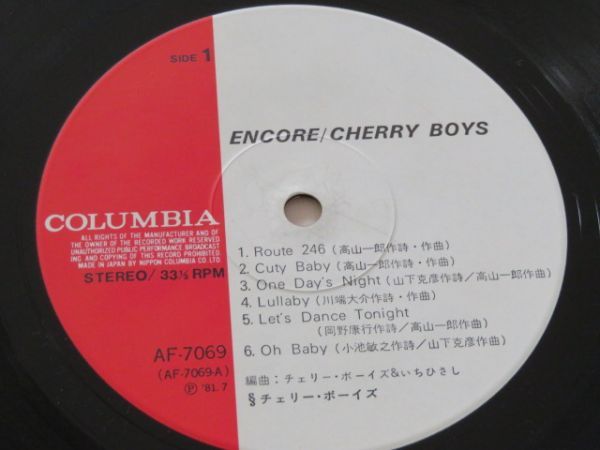 SIDE 1
ENCORE/CHERRY BOYS
COLUMBIA
ALL RIGHTS OF THE MANUFACTURER AND OF
THE OWNER OF THE RECORDED WORK RESERVED
UNAUTHORIZED PUBLIC PERFORMANCE BROADCAST
ING AND COPYING OF THIS RECORD PROHIBITED.
MADE IN JAPAN BY NIPPON COLUMBIA CO LTD
STEREO/33⅓ RPM
AF-7069
(AF-7069-A)
Ⓟ '81.7
1. Route 246 (高山一郎作詩・作曲)
2. Cuty Baby (高山一郎作詩・作曲)
3. One Day's Night (山下克彦作詩/高山一郎作曲)
4. Lullaby (川端大介作詩・作曲)
5. Let's Dance Tonight
(岡野康行作詩/高山一郎作曲)
6. Oh Baby (小池敏之作詩/山下克彦作曲)
編曲:チェリー・ボーイズ&いちひさし
§チェリー・ボーイズ